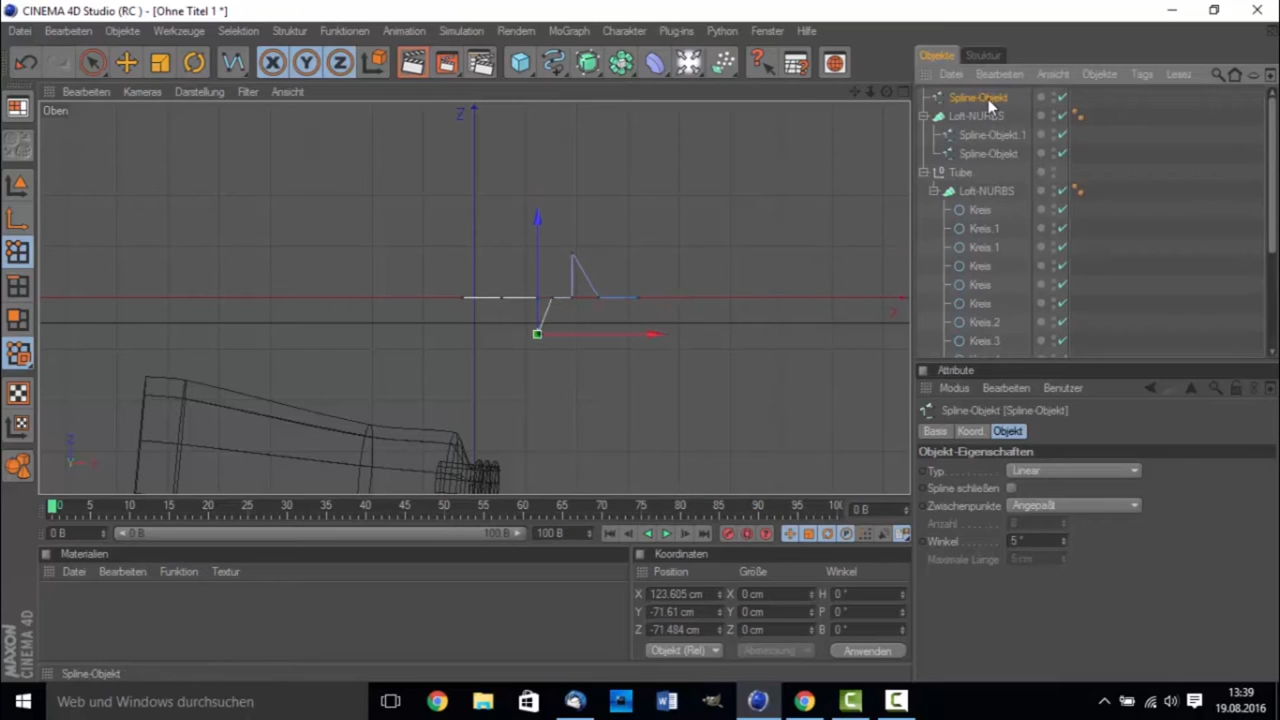 CINEMA 4D Studio (RC ) - [Ohne Titel 1 *]
Datei Bearbeiten Objekte Werkzeuge Selektion Struktur Funktionen Animation Simulation Rendern MoGraph Charakter Plug-ins Python Fenster Hilfe
Objekte Struktur
Datei Bearbeiten Ansicht Objekte Tags Lesez
Bearbeiten Kameras Darstellung Filter Ansicht
Spline-Objekt
Oben
Z
Loft-NURBS
Spline-Objekt.1
Spline-Objekt
Tube
Loft-NURBS
Kreis
Kreis.1
Kreis.1
Kreis
Kreis
Kreis
X
Kreis.2
Kreis.3
Attribute
Modus Bearbeiten Benutzer
Spline-Objekt [Spline-Objekt]
Basis Koord. Objekt
Objekt-Eigenschaften
Typ Linear
Spline schließen
Zwischenpunkte Angepaßt
Anzahl 8
Winkel 5 °
Maximale Länge 5 cm
Z
Y X
0 5 10 15 20 25 30 35 40 45 50 55 60 65 70 75 80 85 90 95 100 0 B
0 B 0 B 100 B 100 B
Materialien
Datei Bearbeiten Funktion Textur
Koordinaten
Position Größe Winkel
X 123.605 cm X 0 cm H 0 °
Y -71.61 cm Y 0 cm P 0 °
Z -71.484 cm Z 0 cm B 0 °
Objekt (Rel) Abmessung Anwenden
MAXON
CINEMA 4D
Spline-Objekt
Web und Windows durchsuchen
13:39
19.08.2016